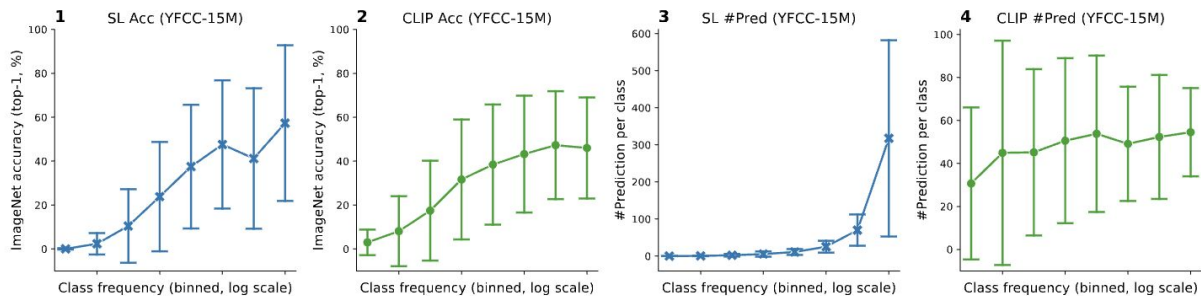 1
SL Acc (YFCC-15M)
ImageNet accuracy (top-1, %)
100
80
60
40
20
0
Class frequency (binned, log scale)
2
CLIP Acc (YFCC-15M)
ImageNet accuracy (top-1, %)
100
80
60
40
20
0
Class frequency (binned, log scale)
3
SL #Pred (YFCC-15M)
#Prediction per class
600
500
400
300
200
100
0
Class frequency (binned, log scale)
4
CLIP #Pred (YFCC-15M)
#Prediction per class
100
80
60
40
20
0
Class frequency (binned, log scale)